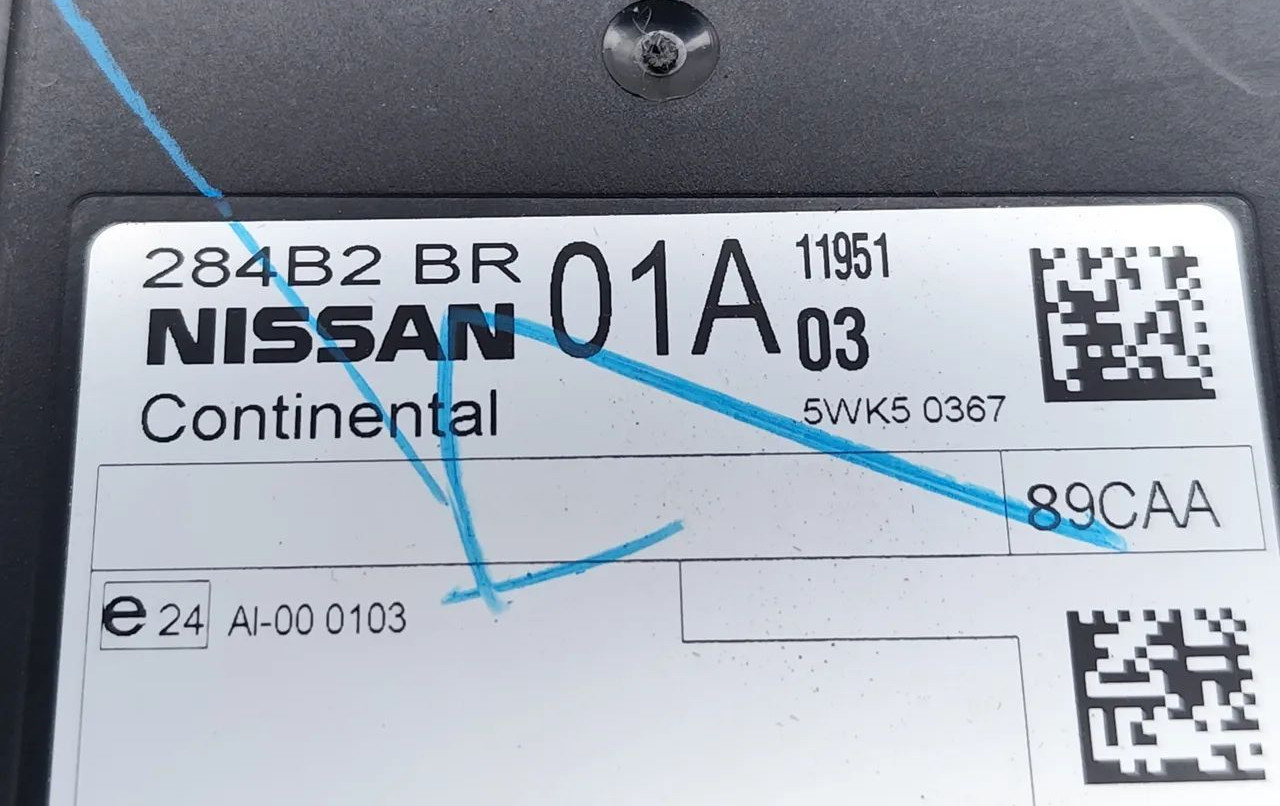 284B2 BR 01A 11951
NISSAN 03
Continental 5WK5 0367
89CAA
e 24 AI-00 0103